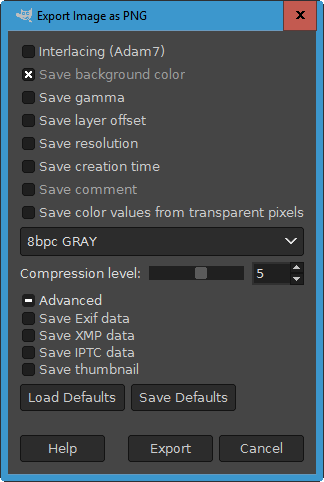 Export Image as PNG
Interlacing (Adam7)
Save background color
Save gamma
Save layer offset
Save resolution
Save creation time
Save comment
Save color values from transparent pixels
8bpc GRAY
Compression level: 5
Advanced
Save Exif data
Save XMP data
Save IPTC data
Save thumbnail
Load Defaults Save Defaults
Help Export Cancel